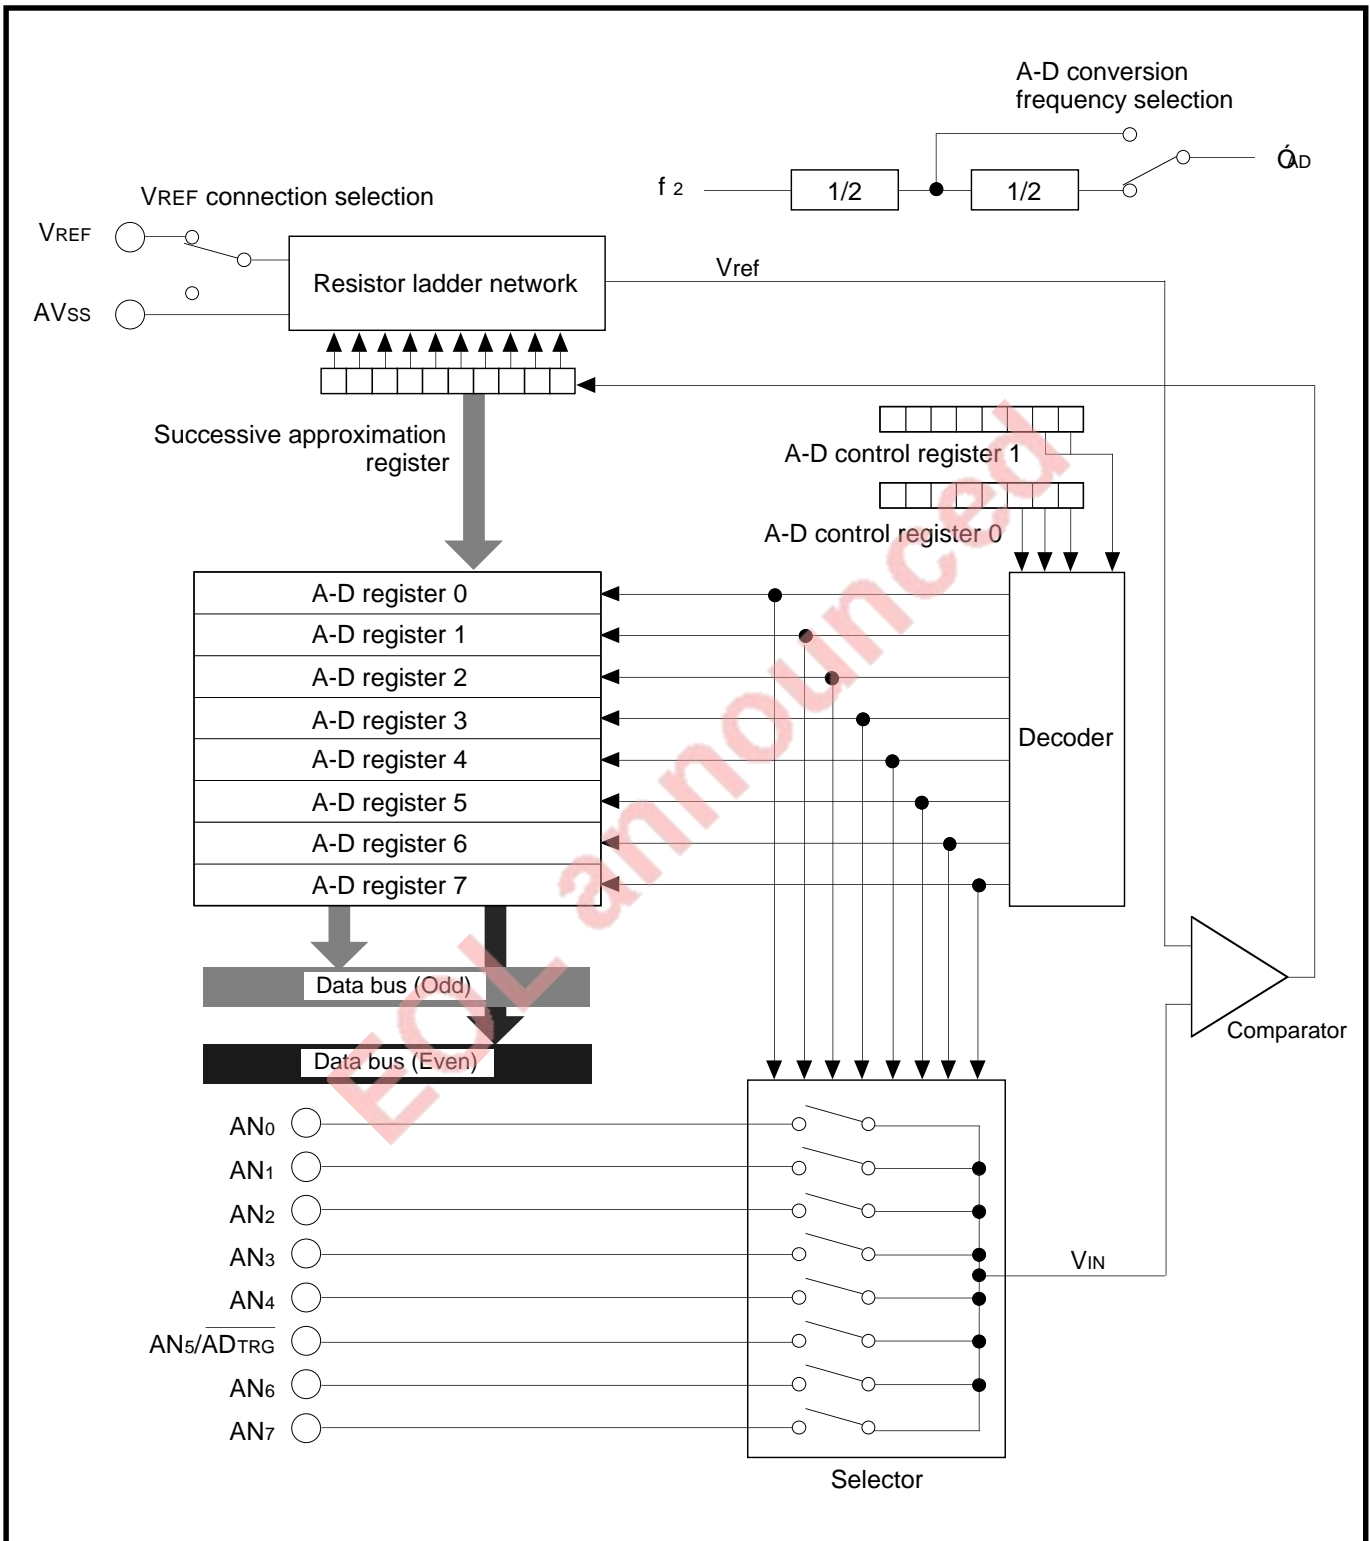 A-D conversion
frequency selection
f 2
1/2
1/2
ÓAD
VREF connection selection
VREF
AVSS
Resistor ladder network
Vref
Successive approximation
register
A-D control register 1
A-D control register 0
A-D register 0
A-D register 1
A-D register 2
A-D register 3
A-D register 4
A-D register 5
A-D register 6
A-D register 7
Decoder
Data bus (Odd)
Data bus (Even)
Comparator
AN0
AN1
AN2
AN3
AN4
AN5/ADTRG
AN6
AN7
VIN
Selector
EOL announced